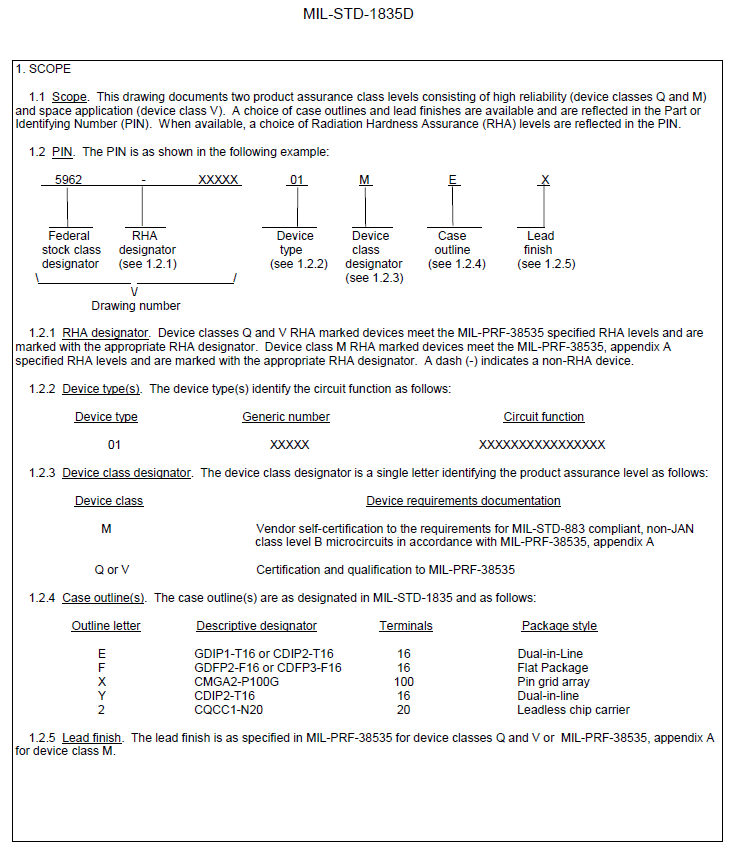 MIL-STD-1835D
1. SCOPE
1.1 Scope. This drawing documents two product assurance class levels consisting of high reliability (device classes Q and M)
and space application (device class V). A choice of case outlines and lead finishes are available and are reflected in the Part or
Identifying Number (PIN). When available, a choice of Radiation Hardness Assurance (RHA) levels are reflected in the PIN.
1.2 PIN. The PIN is as shown in the following example:
5962 - XXXXX 01 M E X
Federal RHA Device Device Case Lead
stock class designator type class outline finish
designator (see 1.2.1) (see 1.2.2) designator (see 1.2.4) (see 1.2.5)
(see 1.2.3)
\ / 
V
Drawing number
1.2.1 RHA designator. Device classes Q and V RHA marked devices meet the MIL-PRF-38535 specified RHA levels and are
marked with the appropriate RHA designator. Device class M RHA marked devices meet the MIL-PRF-38535, appendix A
specified RHA levels and are marked with the appropriate RHA designator. A dash (-) indicates a non-RHA device.
1.2.2 Device type(s). The device type(s) identify the circuit function as follows:
Device type Generic number Circuit function
01 XXXXX XXXXXXXXXXXXXXXX
1.2.3 Device class designator. The device class designator is a single letter identifying the product assurance level as follows:
Device class Device requirements documentation
M Vendor self-certification to the requirements for MIL-STD-883 compliant, non-JAN
class level B microcircuits in accordance with MIL-PRF-38535, appendix A
Q or V Certification and qualification to MIL-PRF-38535
1.2.4 Case outline(s). The case outline(s) are as designated in MIL-STD-1835 and as follows:
Outline letter Descriptive designator Terminals Package style
E GDIP1-T16 or CDIP2-T16 16 Dual-in-Line
F GDFP2-F16 or CDFP3-F16 16 Flat Package
X CMGA2-P100G 100 Pin grid array
Y CDIP2-T16 16 Dual-in-line
2 CQCC1-N20 20 Leadless chip carrier
1.2.5 Lead finish. The lead finish is as specified in MIL-PRF-38535 for device classes Q and V or MIL-PRF-38535, appendix A
for device class M.